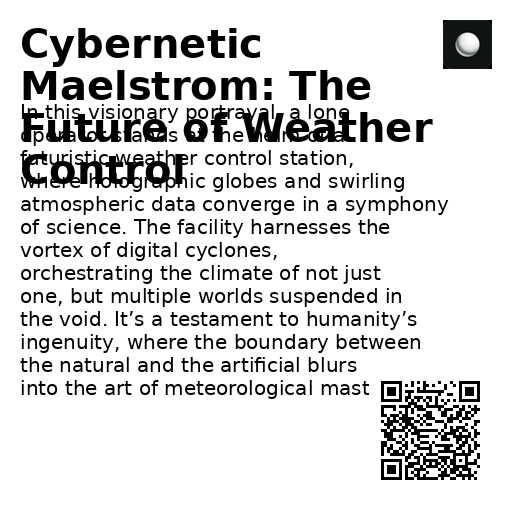 Cybernetic
Maelstrom: The
Future of Weather
Control
In this visionary portrayal, a lone
operator stands at the helm of a
futuristic weather control station,
where holographic globes and swirling
atmospheric data converge in a symphony
of science. The facility harnesses the
vortex of digital cyclones,
orchestrating the climate of not just
one, but multiple worlds suspended in
the void. It’s a testament to humanity’s
ingenuity, where the boundary between
the natural and the artificial blurs
into the art of meteorological mast